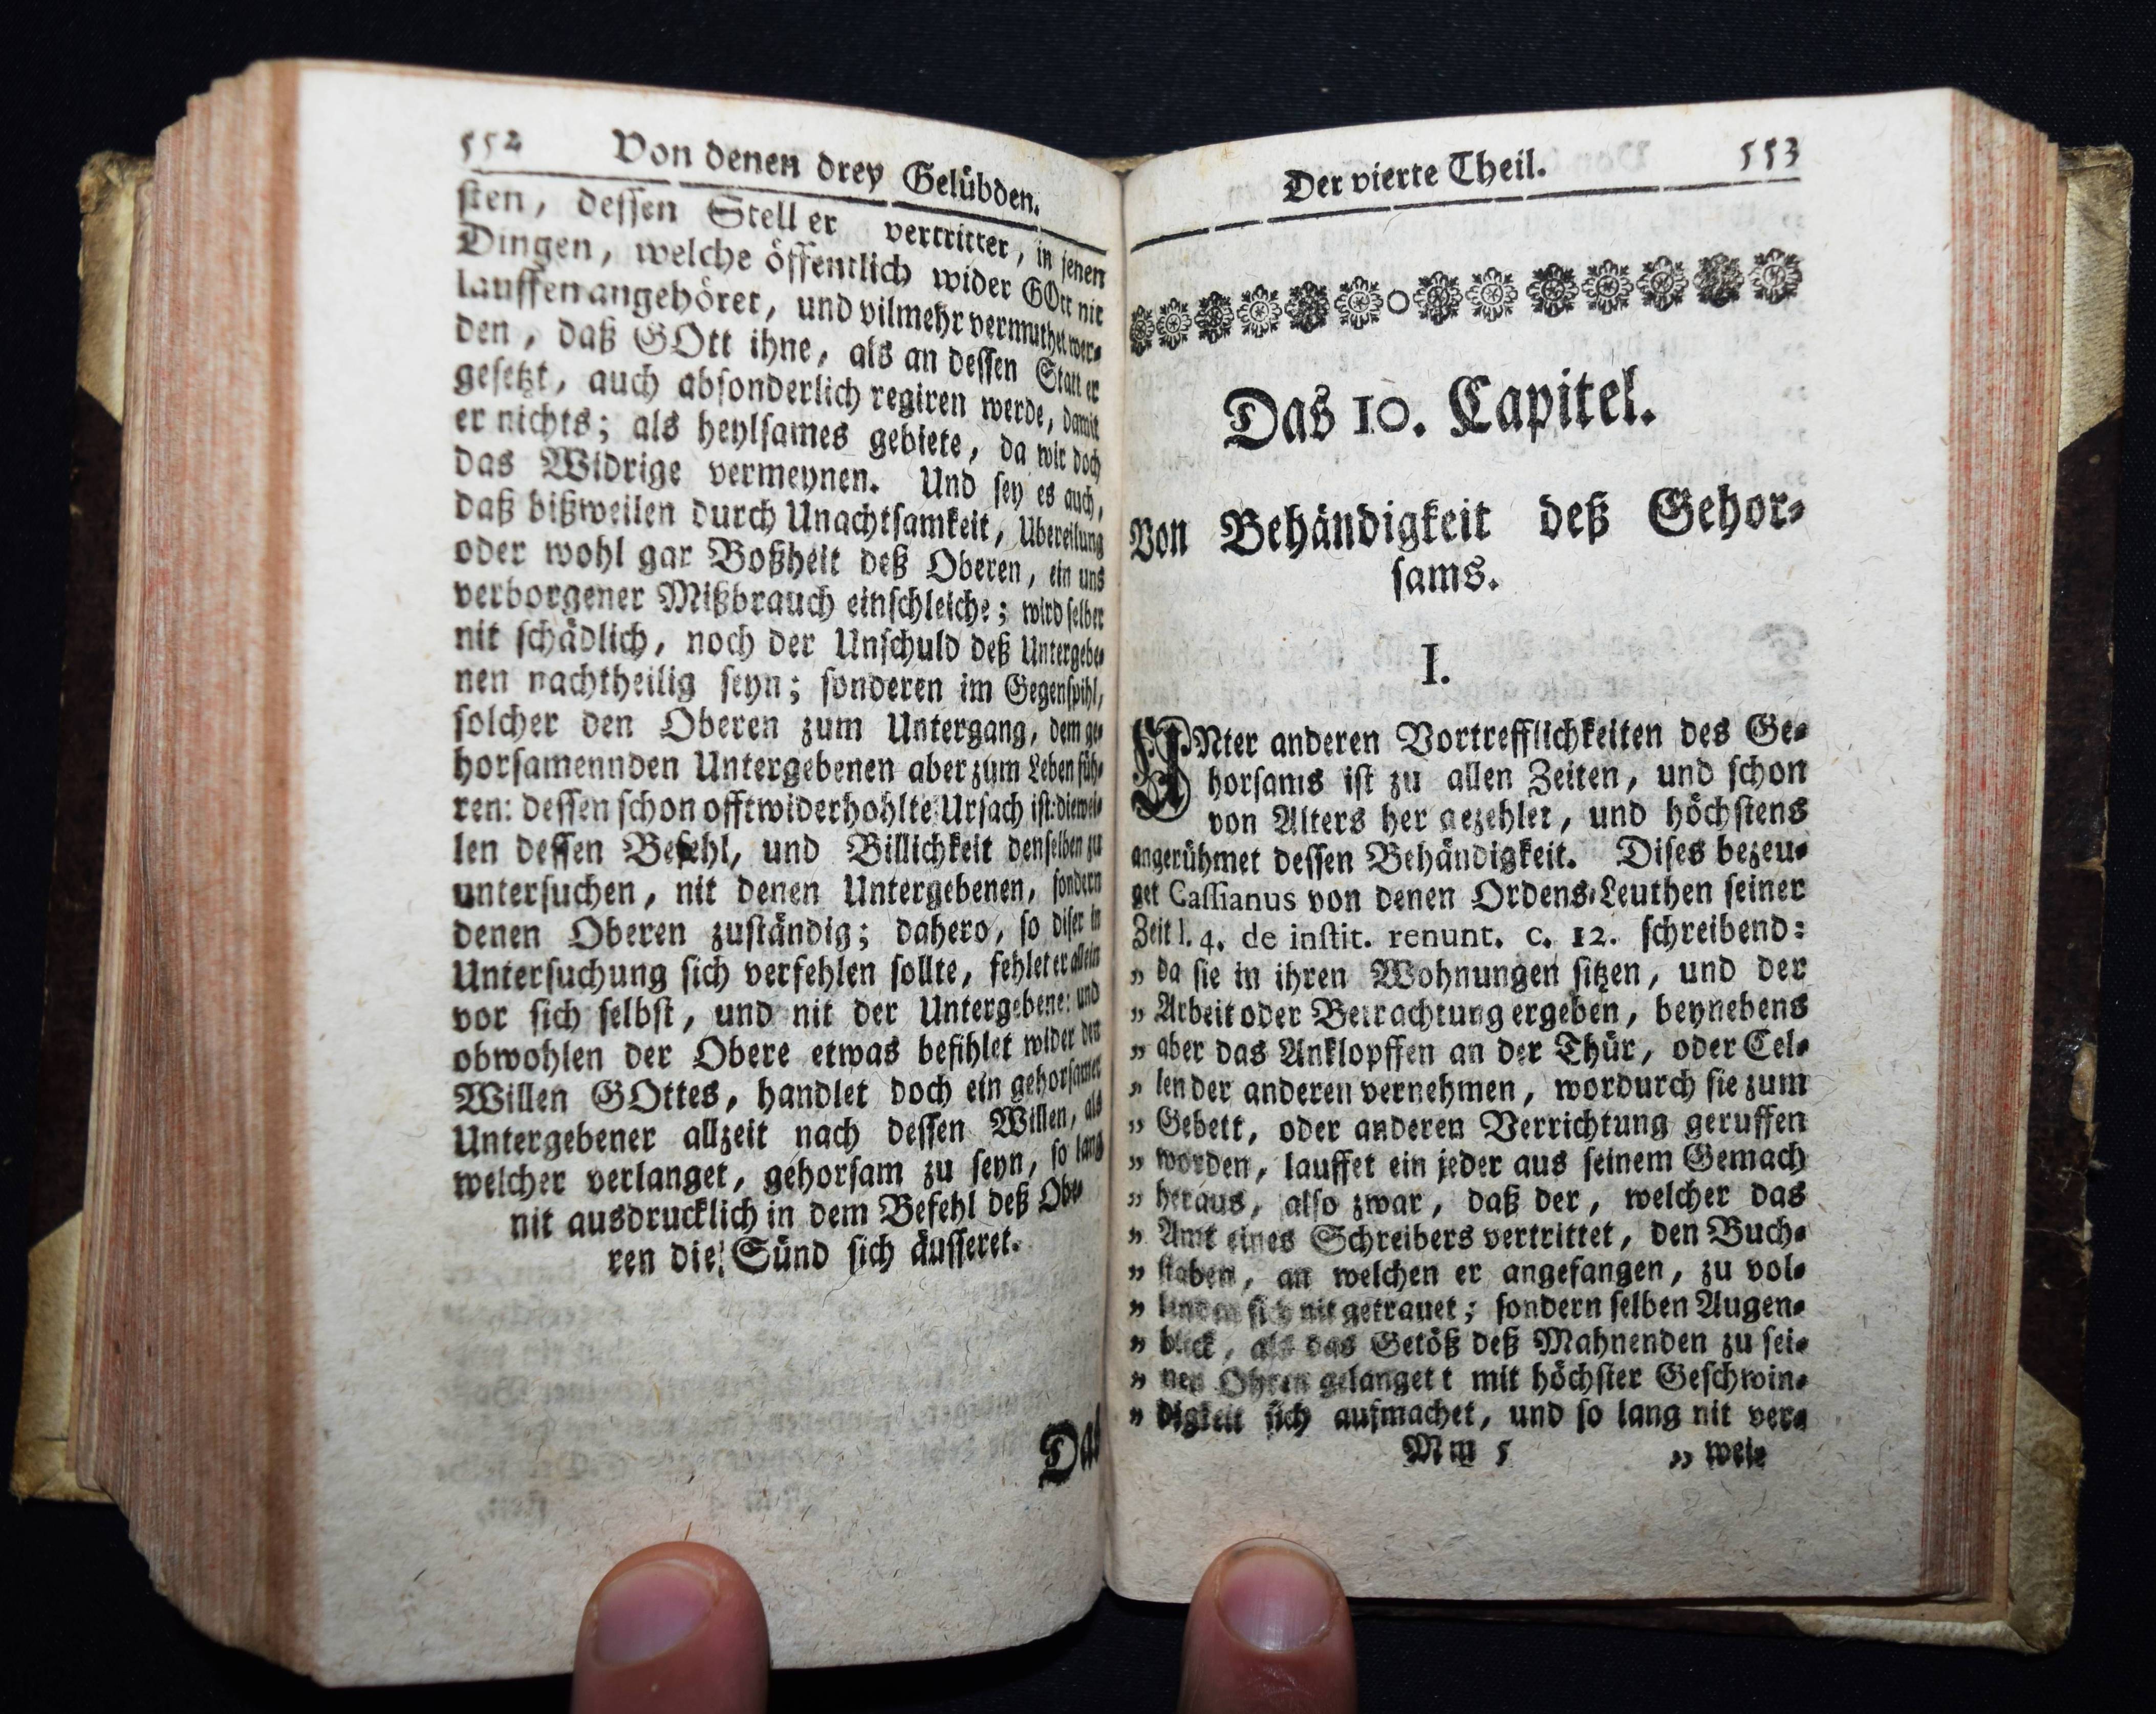 552 Von denen drey Gelübden.
sten, dessen Stell er vertrittet, in jenen
Dingen, welche öffentlich wider GOtt nit
lauffen angehöret, und vilmehr vermuthet wer-
den, daß GOtt ihne, als an dessen Statt er
gesetzt, auch absonderlich regiren werde, damit
er nichts; als heylsames gebiete, da wir doch
das Widrige vermeynen. Und sey es auch,
daß bißweilen durch Unachtsamkeit, Ubereilung
oder wohl gar Boßheit deß Oberen, ein uns
verborgener Mißbrauch einschleiche; wird selber
nit schädlich, noch der Unschuld deß Untergebe-
nen nachtheilig seyn; sonderen im Gegenspihl,
solcher den Oberen zum Untergang, dem ge-
horsamennden Untergebenen aber zum Leben füh-
ren: dessen schon offt widerhohlte Ursach ist: diewei-
len dessen Befehl, und Billichkeit denselben zu
untersuchen, nit denen Untergebenen, sondern
denen Oberen zuständig; dahero, so diser in
Untersuchung sich verfehlen sollte, fehlet er allein
vor sich selbst, und nit der Untergebene: und
obwohlen der Obere etwas befihlet wider den
Willen GOttes, handlet doch ein gehorsamer
Untergebener allzeit nach dessen Willen, als
welcher verlanget, gehorsam zu seyn, so lang
nit ausdrucklich in dem Befehl deß Obe-
ren die Sünd sich äusseret.
Das
Der vierte Theil. 553
Das 10. Capitel.
Von Behändigkeit deß Gehor-
sams.
I.
UNter anderen Vortrefflichkeiten des Ge-
horsams ist zu allen Zeiten, und schon
von Alters her gezehlet, und höchstens
angerühmet dessen Behändigkeit. Dises bezeu-
get Cassianus von denen Ordens-Leuthen seiner
Zeit l. 4. de instit. renunt. c. 12. schreibend:
„ da sie in ihren Wohnungen sitzen, und der
„ Arbeit oder Betrachtung ergeben, beynebens
„ aber das Anklopffen an der Thür, oder Cel-
„ len der anderen vernehmen, wordurch sie zum
„ Gebett, oder anderen Verrichtung geruffen
„ worden, lauffet ein jeder aus seinem Gemach
„ heraus, also zwar, daß der, welcher das
„ Amt eines Schreibers vertrittet, den Buch-
„ staben, an welchen er angefangen, zu vol-
„ lenden sich nit getrauet; sondern selben Augen-
„ blick, als das Getöß deß Mahnenden zu sei-
„ nen Ohren gelangett mit höchster Geschwin-
„ digkeit sich aufmachet, und so lang nit ver-
Mm 5 „ wei-